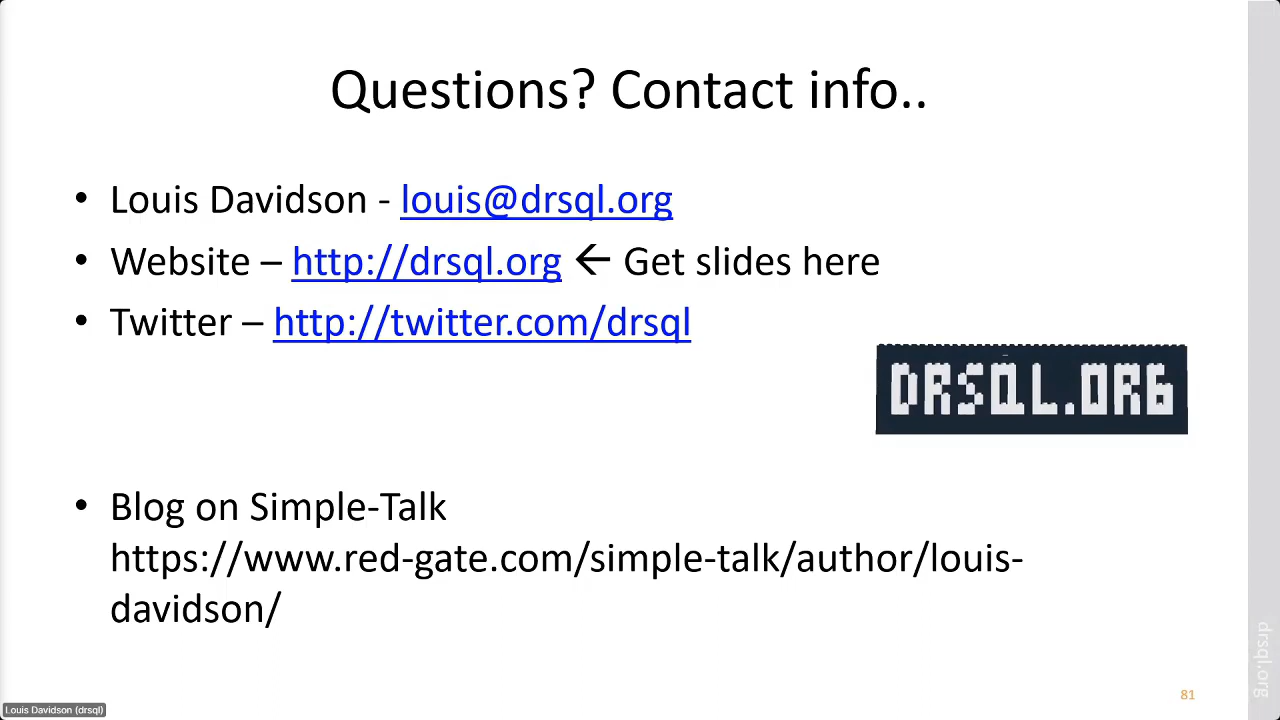 Questions? Contact info..
• Louis Davidson - louis@drsql.org
• Website – http://drsql.org ← Get slides here
• Twitter – http://twitter.com/drsql
DRSQL.ORG
• Blog on Simple-Talk
https://www.red-gate.com/simple-talk/author/louis-
davidson/
drsql.org
81
Louis Davidson (drsql)